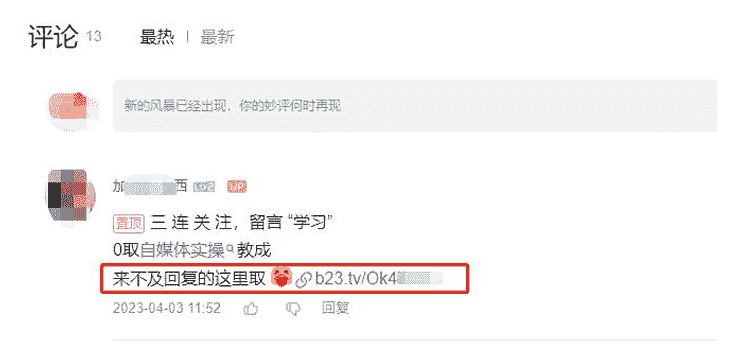 评论 13 最热 | 最新
新的风暴已经出现，你的妙评何时再现
加 西 UP
置顶 三 连 关 注，留言 “学习”
0取自媒体实操 教成
来不及回复的这里取 b23.tv/Ok4
2023-04-03 11:52 回复